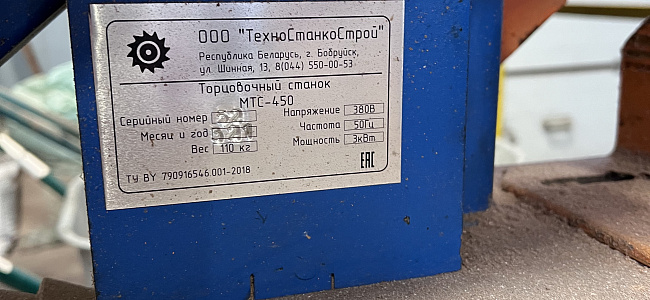 ООО "ТехноСтанкоСтрой"
Республика Беларусь, г. Бобруйск,
ул. Шинная, 13, 8(044) 550-00-53
Торцовочный станок
МТС-450
Серийный номер
Напряжение 380В
Месяц и год
Частота 50Гц
Вес 110 кг
Мощность 3кВт
ЕАС
ТУ BY 790916546.001-2018